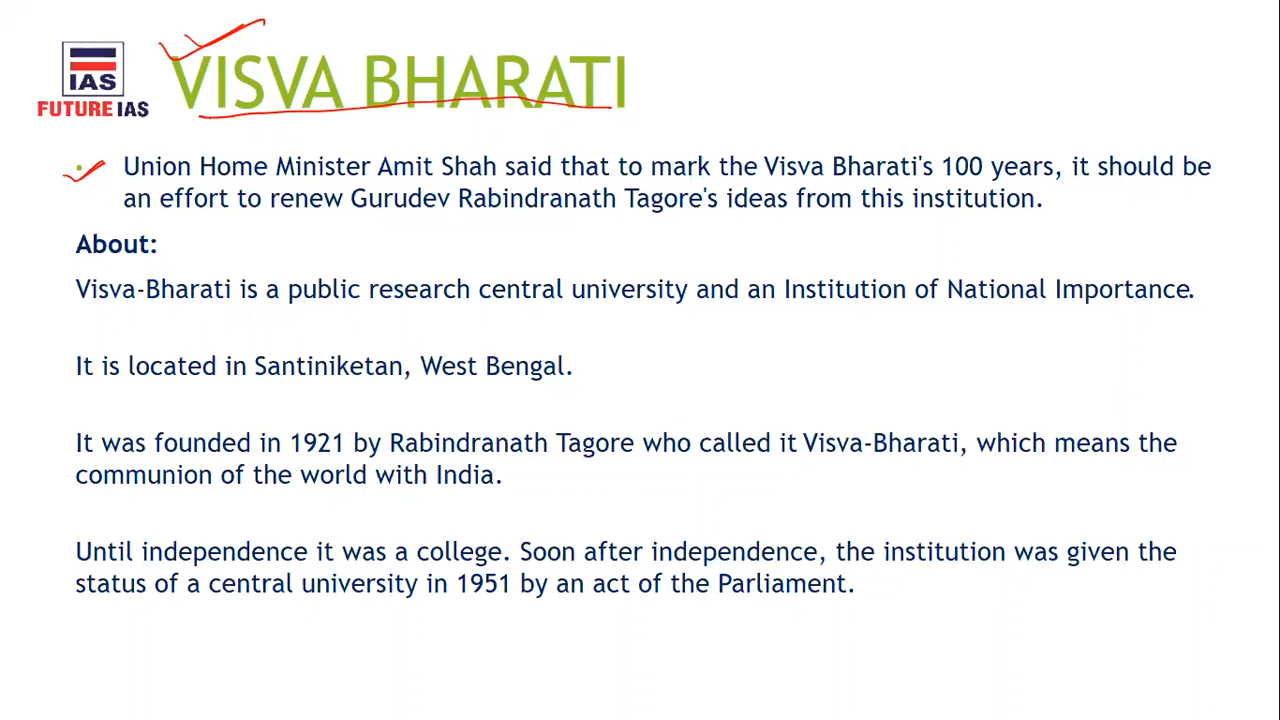 IAS
FUTURE IAS
VISVA BHARATI
• Union Home Minister Amit Shah said that to mark the Visva Bharati's 100 years, it should be
an effort to renew Gurudev Rabindranath Tagore's ideas from this institution.
About:
Visva-Bharati is a public research central university and an Institution of National Importance.
It is located in Santiniketan, West Bengal.
It was founded in 1921 by Rabindranath Tagore who called it Visva-Bharati, which means the
communion of the world with India.
Until independence it was a college. Soon after independence, the institution was given the
status of a central university in 1951 by an act of the Parliament.